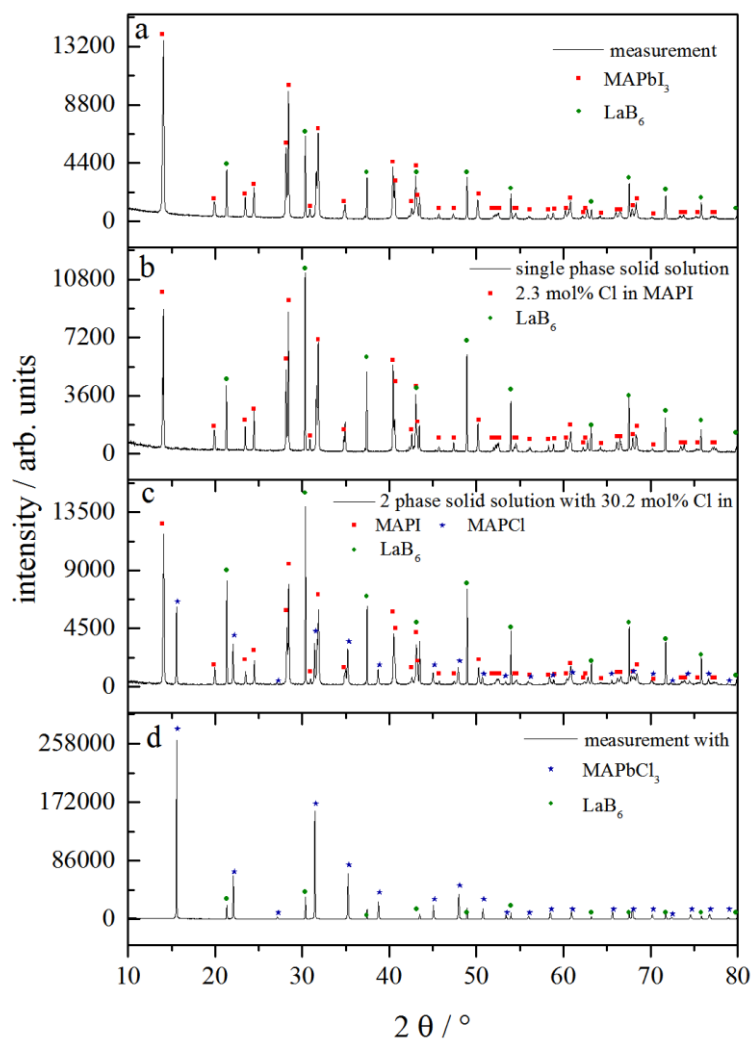 intensity / arb. units
a
13200
8800
4400
0
measurement
MAPbI₃
LaB₆
b
10800
7200
3600
0
single phase solid solution
2.3 mol% Cl in MAPI
LaB₆
c
13500
9000
4500
0
2 phase solid solution with 30.2 mol% Cl in
MAPI MAPCl
LaB₆
d
258000
172000
86000
0
measurement with
MAPbCl₃
LaB₆
10 20 30 40 50 60 70 80
2 θ / °